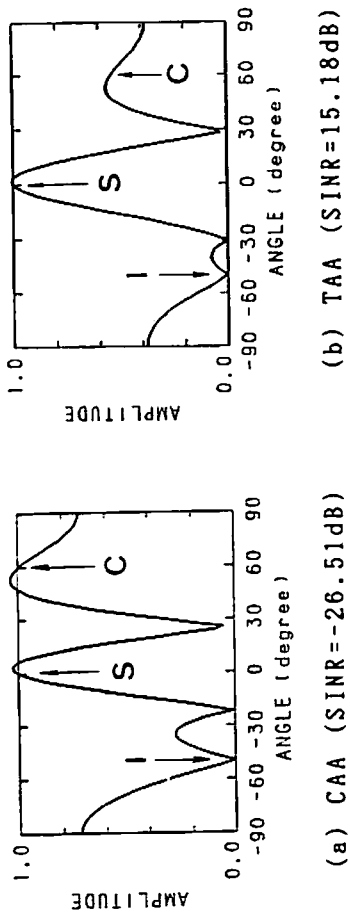 AMPLITUDE
1.0
0.0
I
S
C
-90 -60 -30 0 30 60 90
ANGLE (degree)
(a) CAA (SINR=-26.51dB)
AMPLITUDE
1.0
0.0
I
S
C
-90 -60 -30 0 30 60 90
ANGLE (degree)
(b) TAA (SINR=15.18dB)